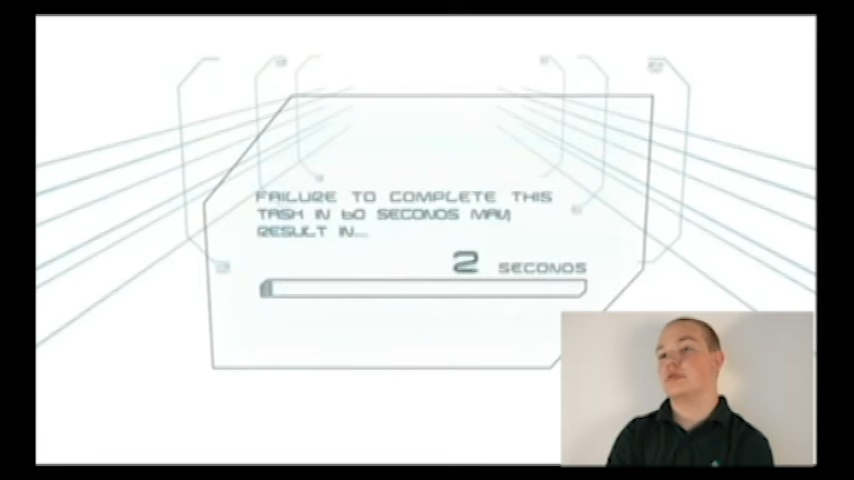 FAILURE TO COMPLETE THIS
TASK IN 60 SECONDS MAY
RESULT IN...
2 SECONDS